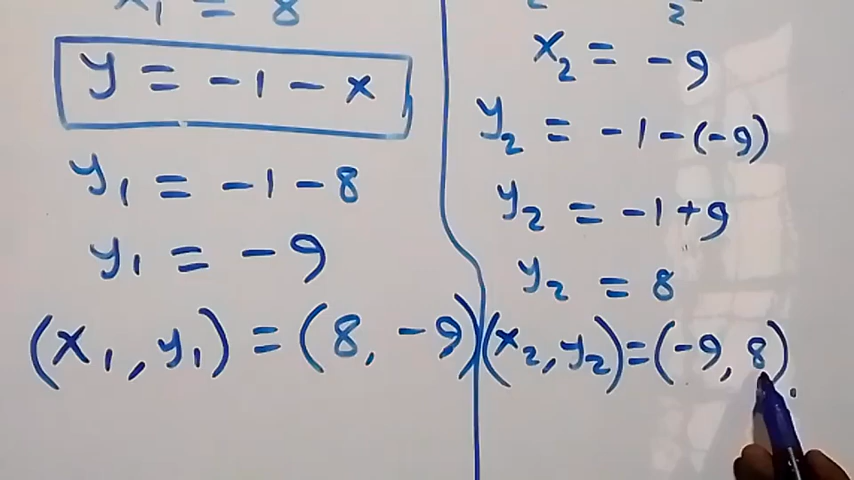 x₁ = 8
y = -1 - x
y₁ = -1 - 8
y₁ = -9
(x₁, y₁) = (8, -9)
x₂ = -9
y₂ = -1 - (-9)
y₂ = -1 + 9
y₂ = 8
(x₂, y₂) = (-9, 8).